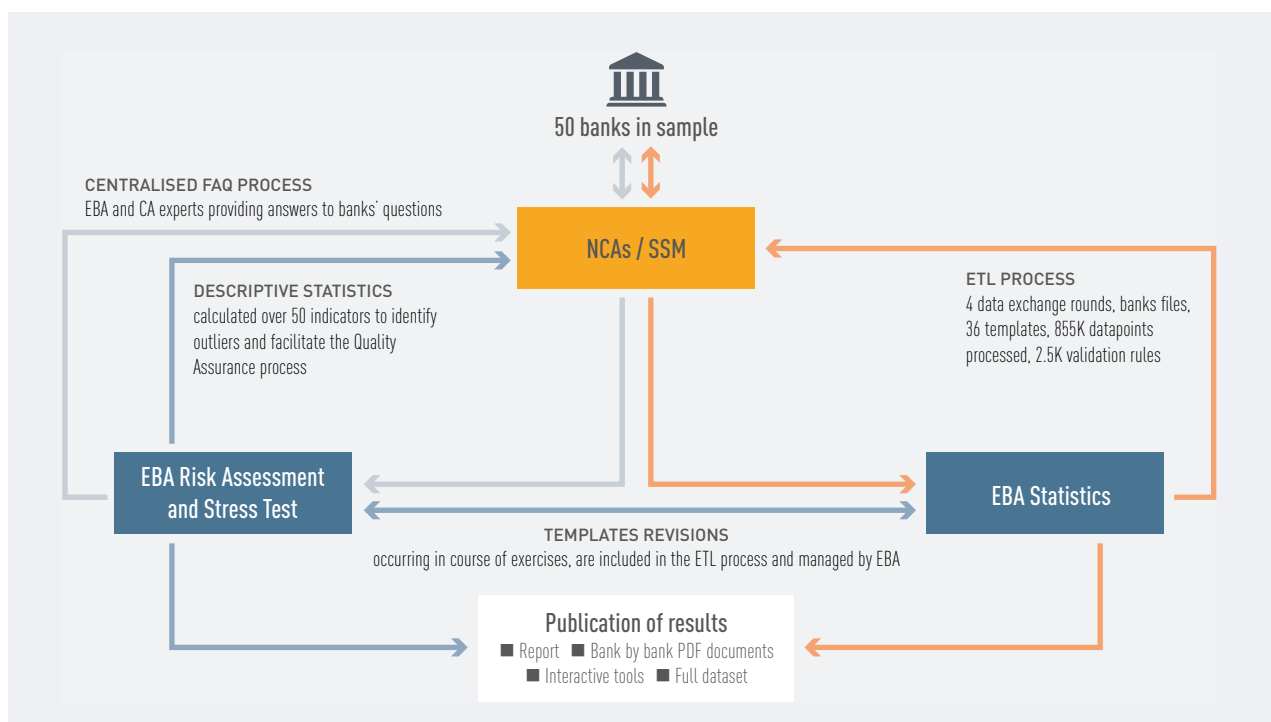 50 banks in sample
CENTRALISED FAQ PROCESS
EBA and CA experts providing answers to banks' questions
NCAs / SSM
DESCRIPTIVE STATISTICS
calculated over 50 indicators to identify
outliers and facilitate the Quality
Assurance process
ETL PROCESS
4 data exchange rounds, banks files,
36 templates, 855K datapoints
processed, 2.5K validation rules
EBA Risk Assessment
and Stress Test
EBA Statistics
TEMPLATES REVISIONS
occurring in course of exercises, are included in the ETL process and managed by EBA
Publication of results
■ Report ■ Bank by bank PDF documents
■ Interactive tools ■ Full dataset